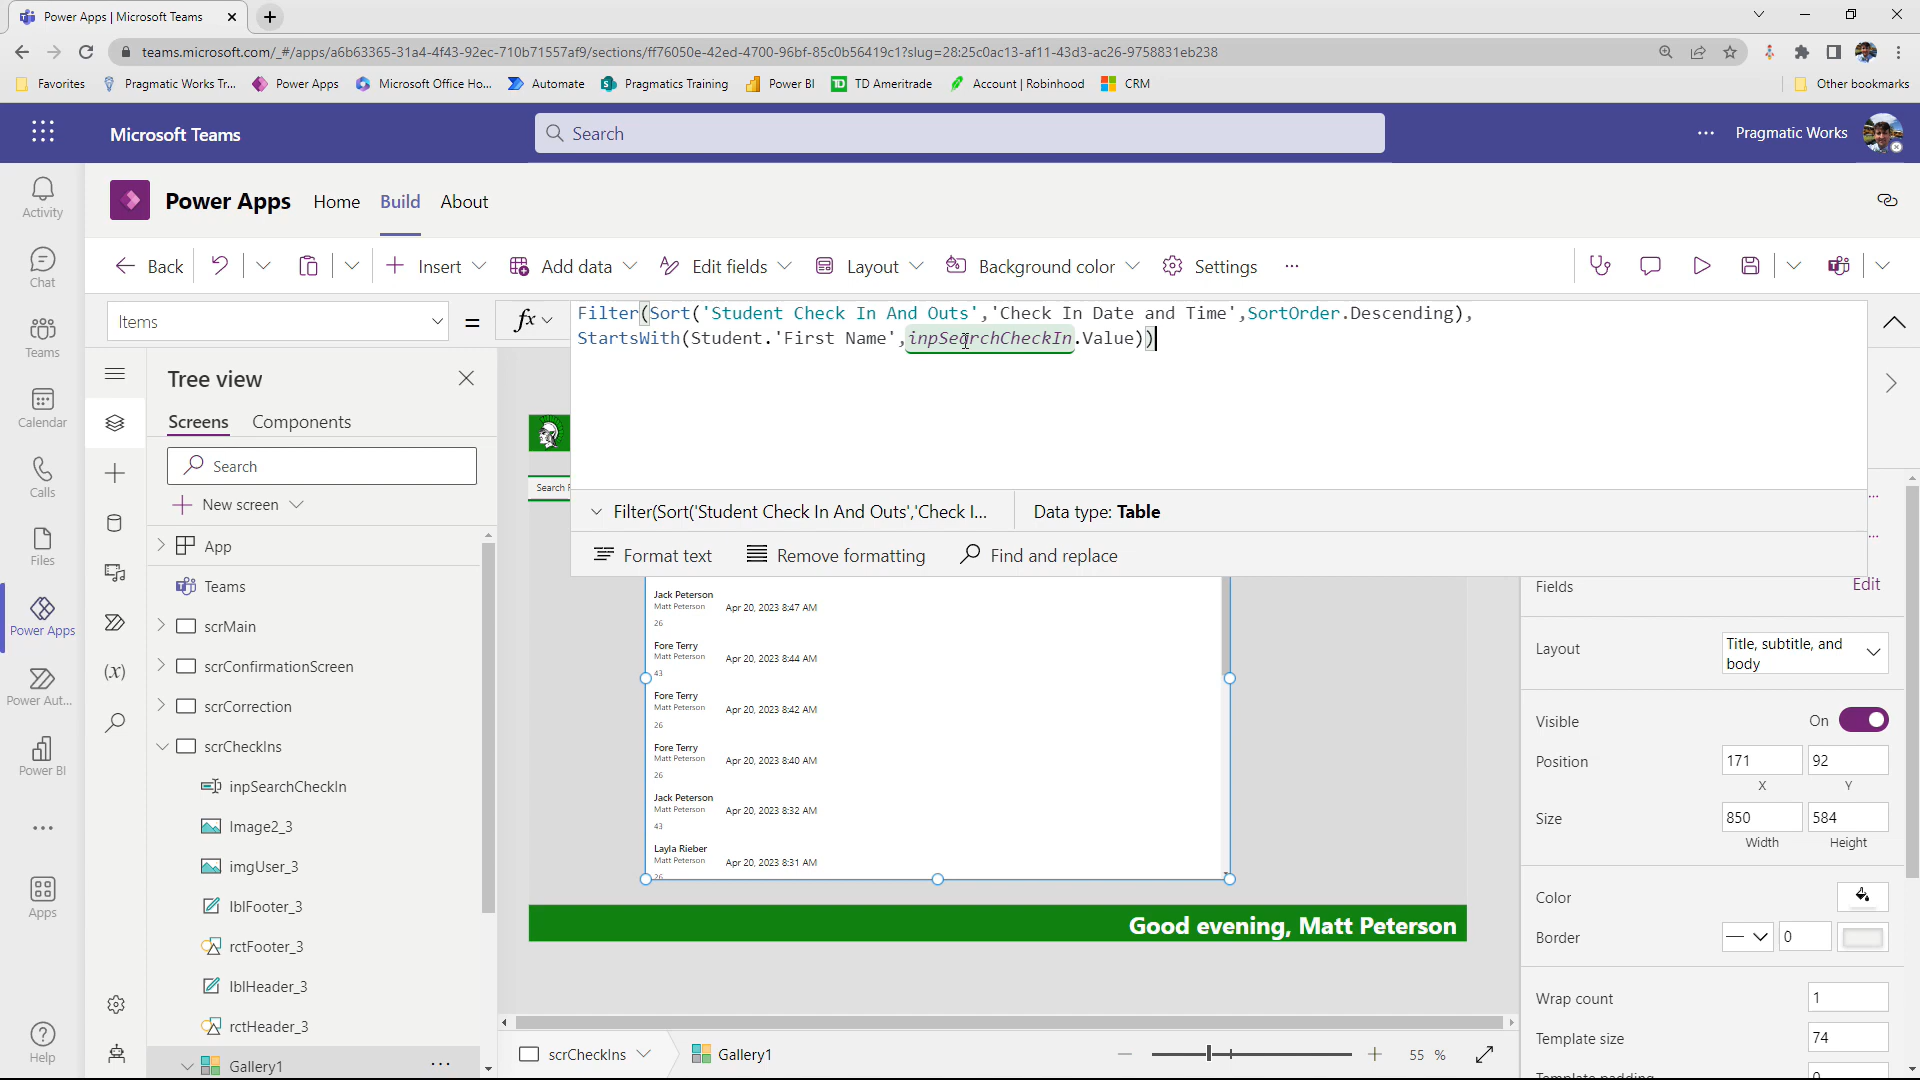 Power Apps | Microsoft Teams
teams.microsoft.com/_#/apps/a6b63365-31a4-4f43-92ec-710b71557af9/sections/ff76050e-42ed-4700-96bf-85c0b56419c1?slug=28:25c0ac13-af11-43d3-ac26-9758831eb238
Favorites
Pragmatic Works Tr...
Power Apps
Microsoft Office Ho...
Automate
Pragmatics Training
Power BI
TD Ameritrade
Account | Robinhood
CRM
Other bookmarks
Microsoft Teams
Search
Pragmatic Works
Power Apps
Home
Build
About
Back
Insert
Add data
Edit fields
Layout
Background color
Settings
Items
=
fx
Filter(Sort('Student Check In And Outs','Check In Date and Time',SortOrder.Descending),
StartsWith(Student.'First Name',inpSearchCheckIn.Value))
Filter(Sort('Student Check In And Outs','Check I...
Data type: Table
Format text
Remove formatting
Find and replace
Activity
Chat
Teams
Calendar
Calls
Files
Power Apps
Power Aut...
Power BI
Apps
Help
Tree view
Screens
Components
Search
New screen
App
Teams
scrMain
scrConfirmationScreen
scrCorrection
scrCheckIns
inpSearchCheckIn
Image2_3
imgUser_3
lblFooter_3
rctFooter_3
lblHeader_3
rctHeader_3
Gallery1
Search
Jack Peterson
Matt Peterson
Apr 20, 2023 8:47 AM
26
Fore Terry
Matt Peterson
Apr 20, 2023 8:44 AM
43
Fore Terry
Matt Peterson
Apr 20, 2023 8:42 AM
26
Fore Terry
Matt Peterson
Apr 20, 2023 8:40 AM
26
Jack Peterson
Matt Peterson
Apr 20, 2023 8:32 AM
43
Layla Rieber
Matt Peterson
Apr 20, 2023 8:31 AM
26
Good evening, Matt Peterson
scrCheckIns
Gallery1
55 %
Fields
Edit
Layout
Title, subtitle, and
body
Visible
On
Position
171
92
X
Y
Size
850
584
Width
Height
Color
Border
0
Wrap count
1
Template size
74
Template padding
0